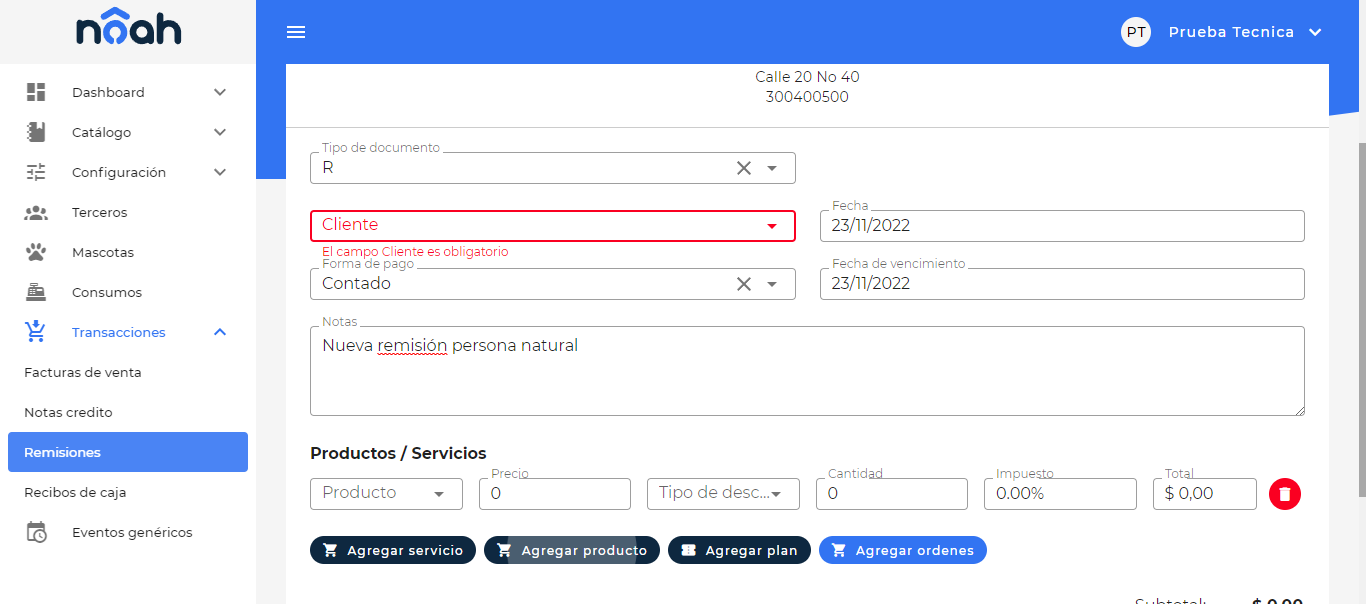 nôah
PT Prueba Tecnica
Dashboard
Catálogo
Configuración
Terceros
Mascotas
Consumos
Transacciones
Facturas de venta
Notas credito
Remisiones
Recibos de caja
Eventos genéricos
Calle 20 No 40
300400500
Tipo de documento
R
Cliente
El campo Cliente es obligatorio
Fecha
23/11/2022
Forma de pago
Contado
Fecha de vencimiento
23/11/2022
Notas
Nueva remisión persona natural
Productos / Servicios
Producto
Precio
0
Tipo de desc...
Cantidad
0
Impuesto
0.00%
Total
$ 0,00
Agregar servicio
Agregar producto
Agregar plan
Agregar ordenes
Subtotal: $ 0,00